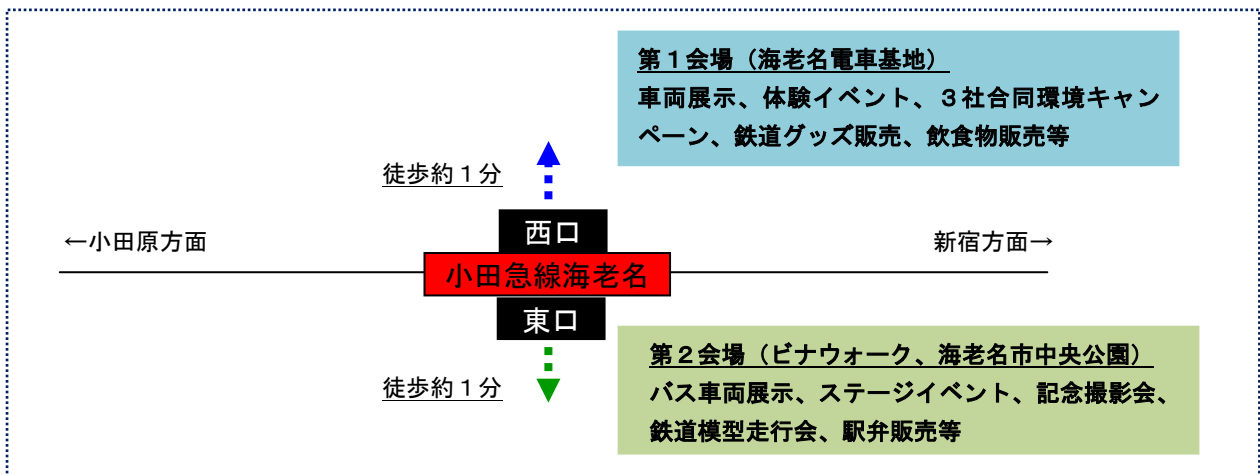 第１会場（海老名電車基地）
車両展示、体験イベント、３社合同環境キャン
ペーン、鉄道グッズ販売、飲食物販売等
徒歩約１分
西口
←小田原方面
新宿方面→
小田急線海老名
東口
徒歩約１分
第２会場（ビナウォーク、海老名市中央公園）
バス車両展示、ステージイベント、記念撮影会、
鉄道模型走行会、駅弁販売等